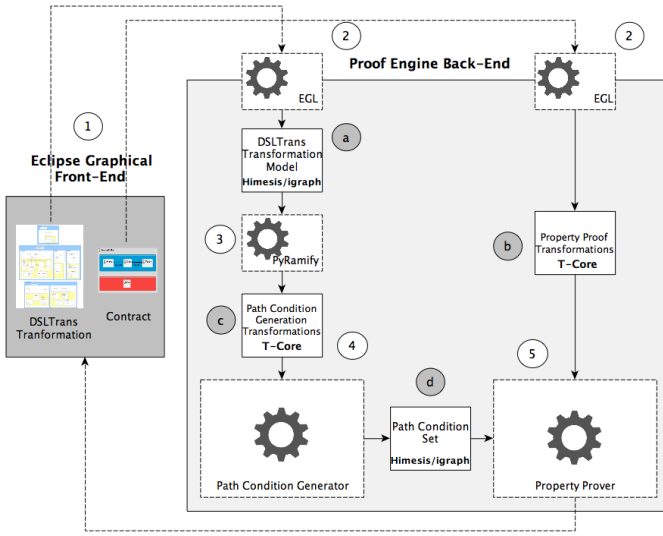 2
2
Proof Engine Back-End
EGL
EGL
1
Eclipse Graphical
Front-End
DSLTrans
Transformation
Model
Himesis/igraph
a
3
PyRamify
Property Proof
Transformations
T-Core
b
DSLTrans
Tranformation
Contract
c
Path Condition
Generation
Transformations
T-Core
4
5
d
Path Condition
Set
Himesis/igraph
Path Condition Generator
Property Prover